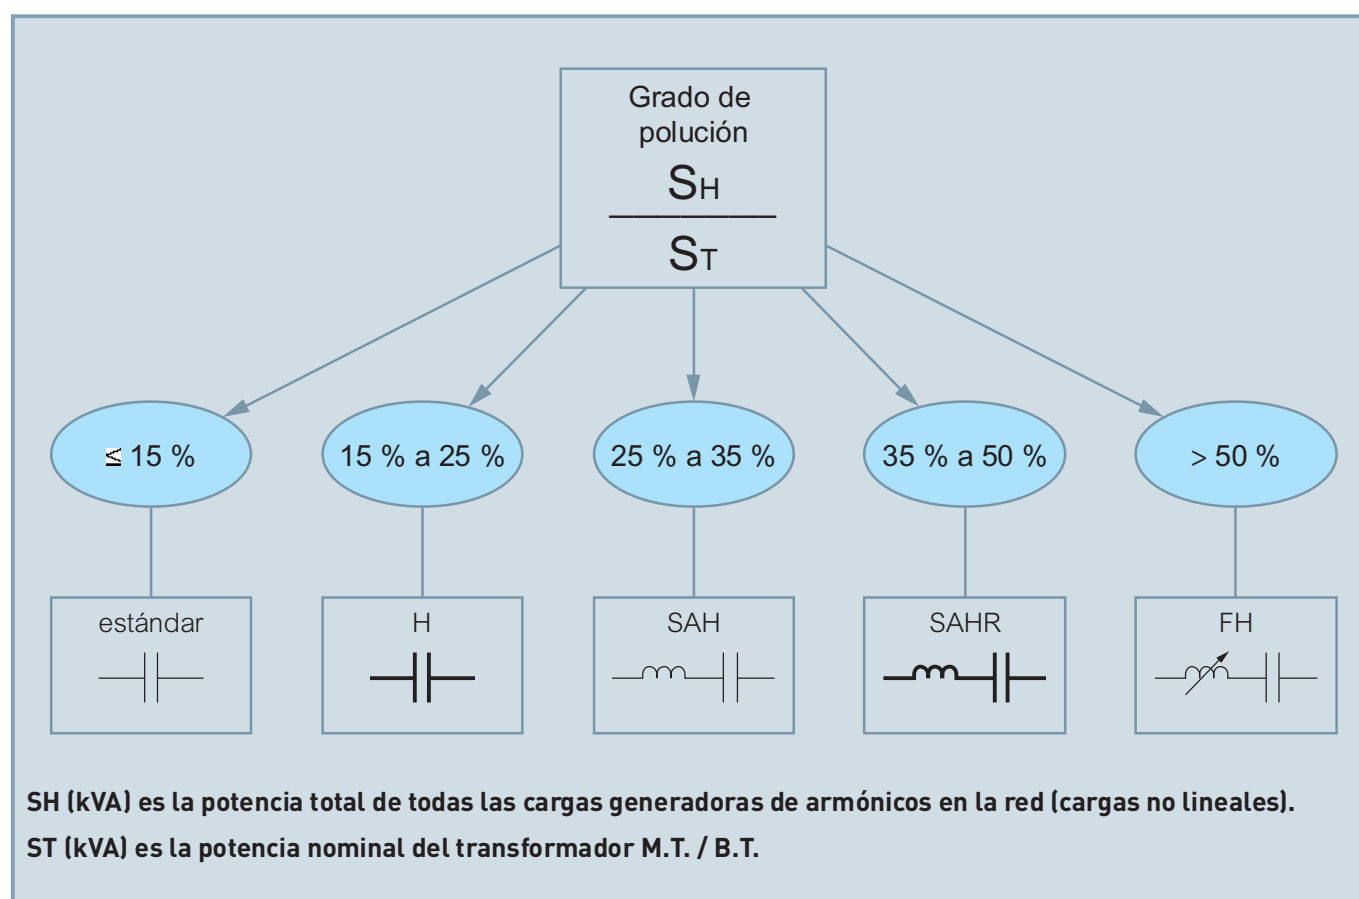 Grado de
polución
SH
ST
≤ 15 %
15 % a 25 %
25 % a 35 %
35 % a 50 %
> 50 %
estándar
H
SAH
SAHR
FH
SH (kVA) es la potencia total de todas las cargas generadoras de armónicos en la red (cargas no lineales).
ST (kVA) es la potencia nominal del transformador M.T. / B.T.